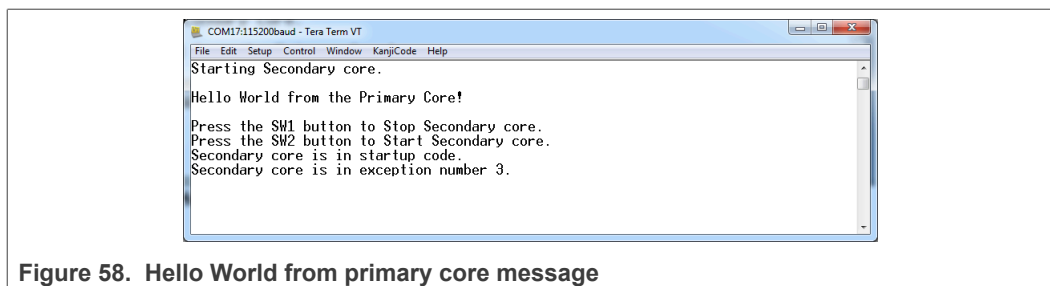 COM17:115200baud - Tera Term VT
File Edit Setup Control Window KanjiCode Help
Starting Secondary core.
Hello World from the Primary Core!
Press the SW1 button to Stop Secondary core.
Press the SW2 button to Start Secondary core.
Secondary core is in startup code.
Secondary core is in exception number 3.
Figure 58. Hello World from primary core message